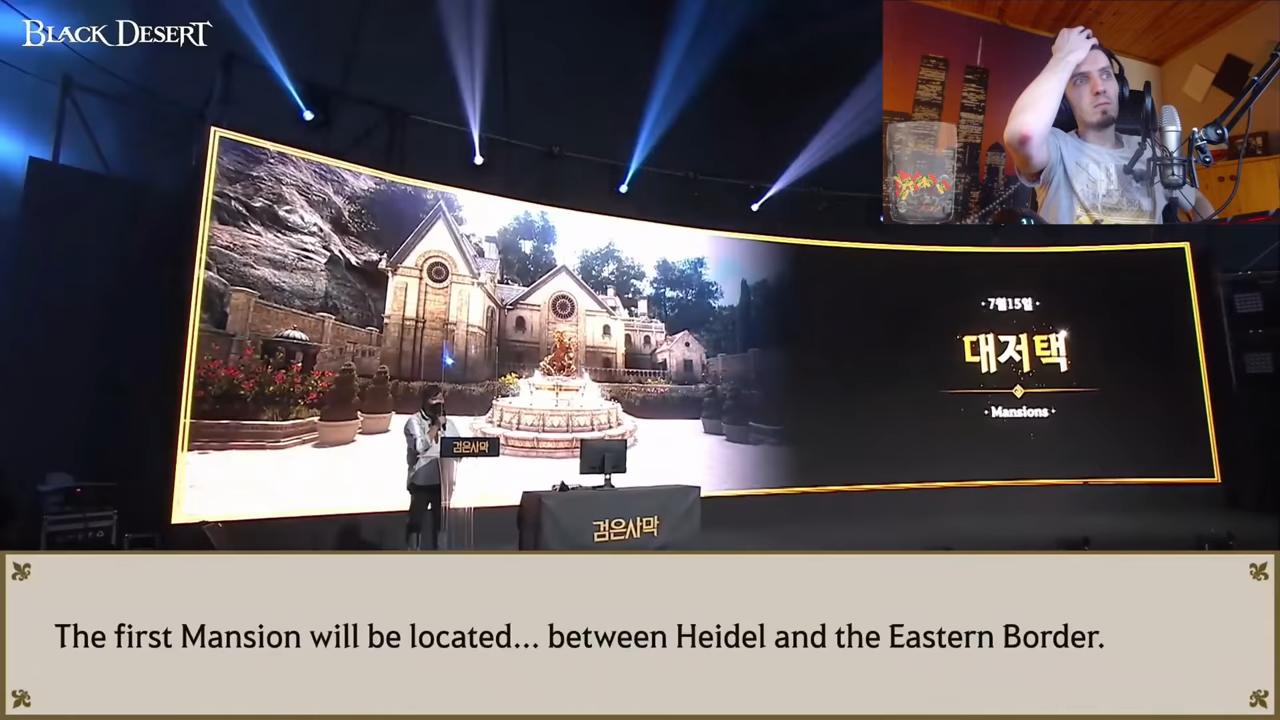 BLACK DESERT
7월15일
대저택
Mansions
검은사막
검은사막
The first Mansion will be located... between Heidel and the Eastern Border.